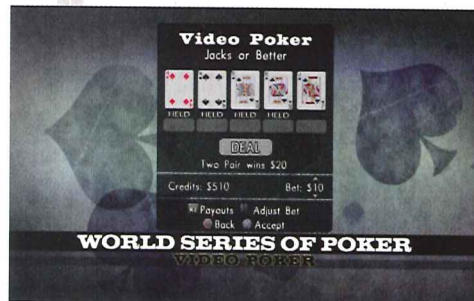 Video Poker
Jacks or Better
HELD HELD HELD HELD
DEAL
Two Pair wins $20
Credits: $510 Bet: $10
Payouts Adjust Bet
Back Accept
WORLD SERIES OF POKER
VIDEO POKER